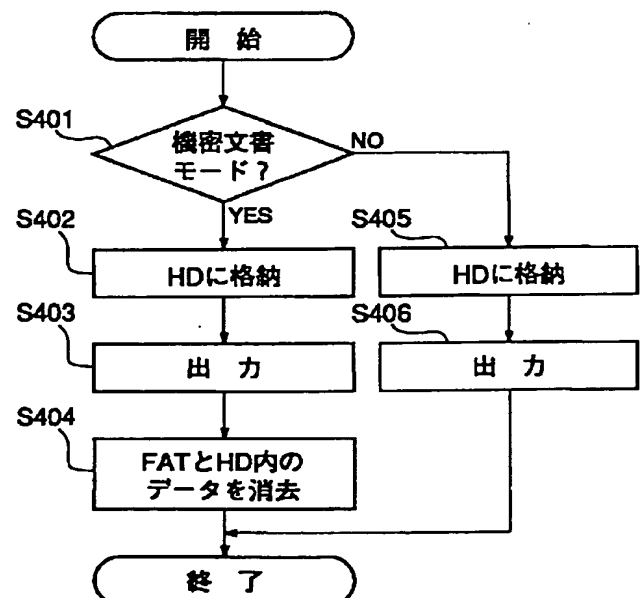 開 始
S401
機密文書
モード?
NO
YES
S402
HDに格納
S405
HDに格納
S403
出 力
S406
出 力
S404
FATとHD内の
データを消去
終 了